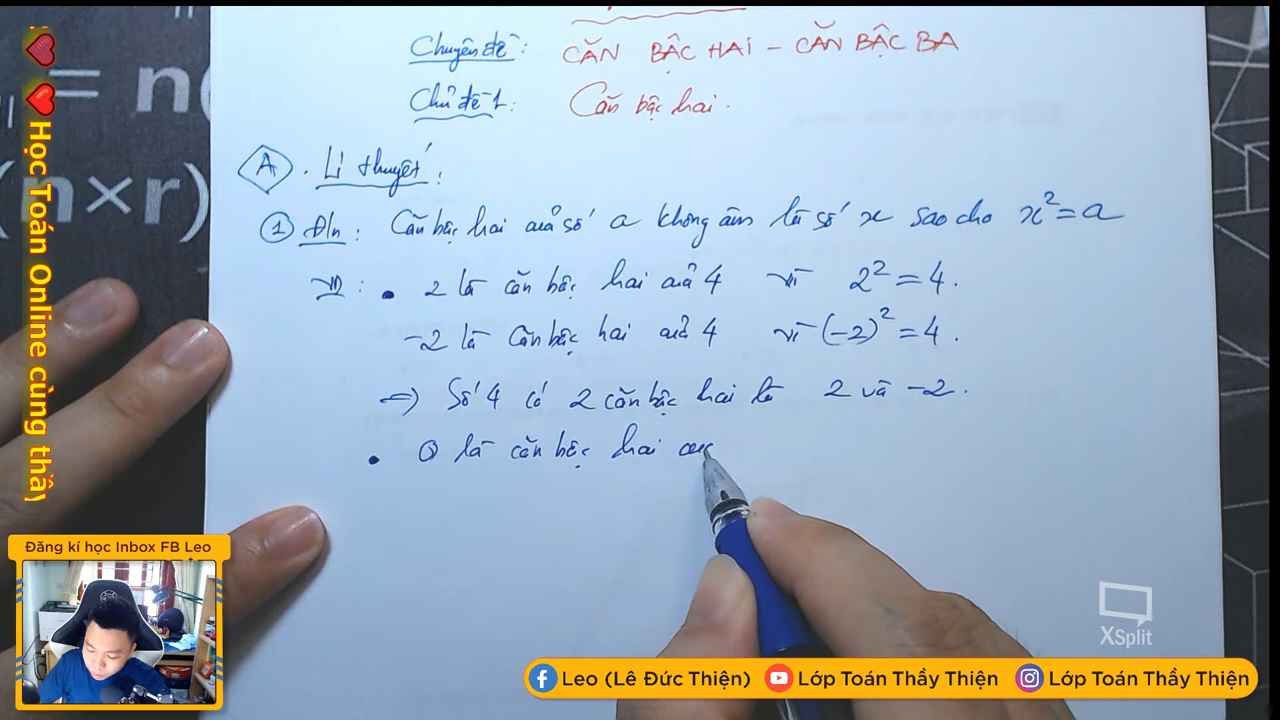 Chuyên đề: CĂN BẬC HAI – CĂN BẬC BA
Chủ đề 1: Căn bậc hai.
A. Lí thuyết:
① Đ/n: Căn bậc hai của số a không âm là số x sao cho x² = a
VD: • 2 là căn bậc hai của 4 vì 2² = 4.
-2 là căn bậc hai của 4 vì (-2)² = 4.
=> Số 4 có 2 căn bậc hai là 2 và -2.
• 0 là căn bậc hai củ
= n(
(n×r)
Học Toán Online cùng thầy
Đăng kí học Inbox FB Leo
XSplit
Leo (Lê Đức Thiện) Lớp Toán Thầy Thiện Lớp Toán Thầy Thiện